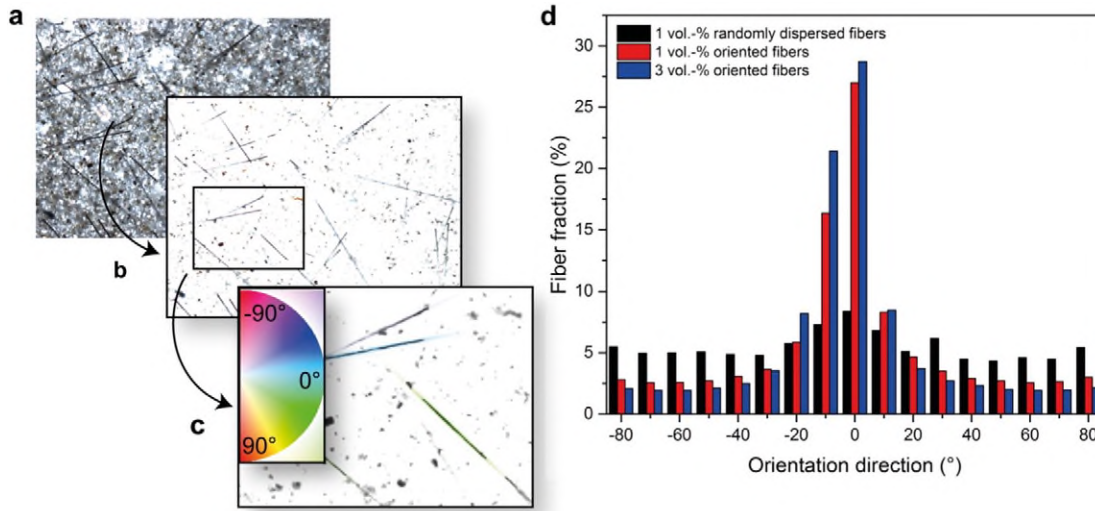 a
b
c
-90°
0°
90°
d
1 vol.-% randomly dispersed fibers
1 vol.-% oriented fibers
3 vol.-% oriented fibers
Fiber fraction (%)
30
25
20
15
10
5
0
-80 -60 -40 -20 0 20 40 60 80
Orientation direction (°)